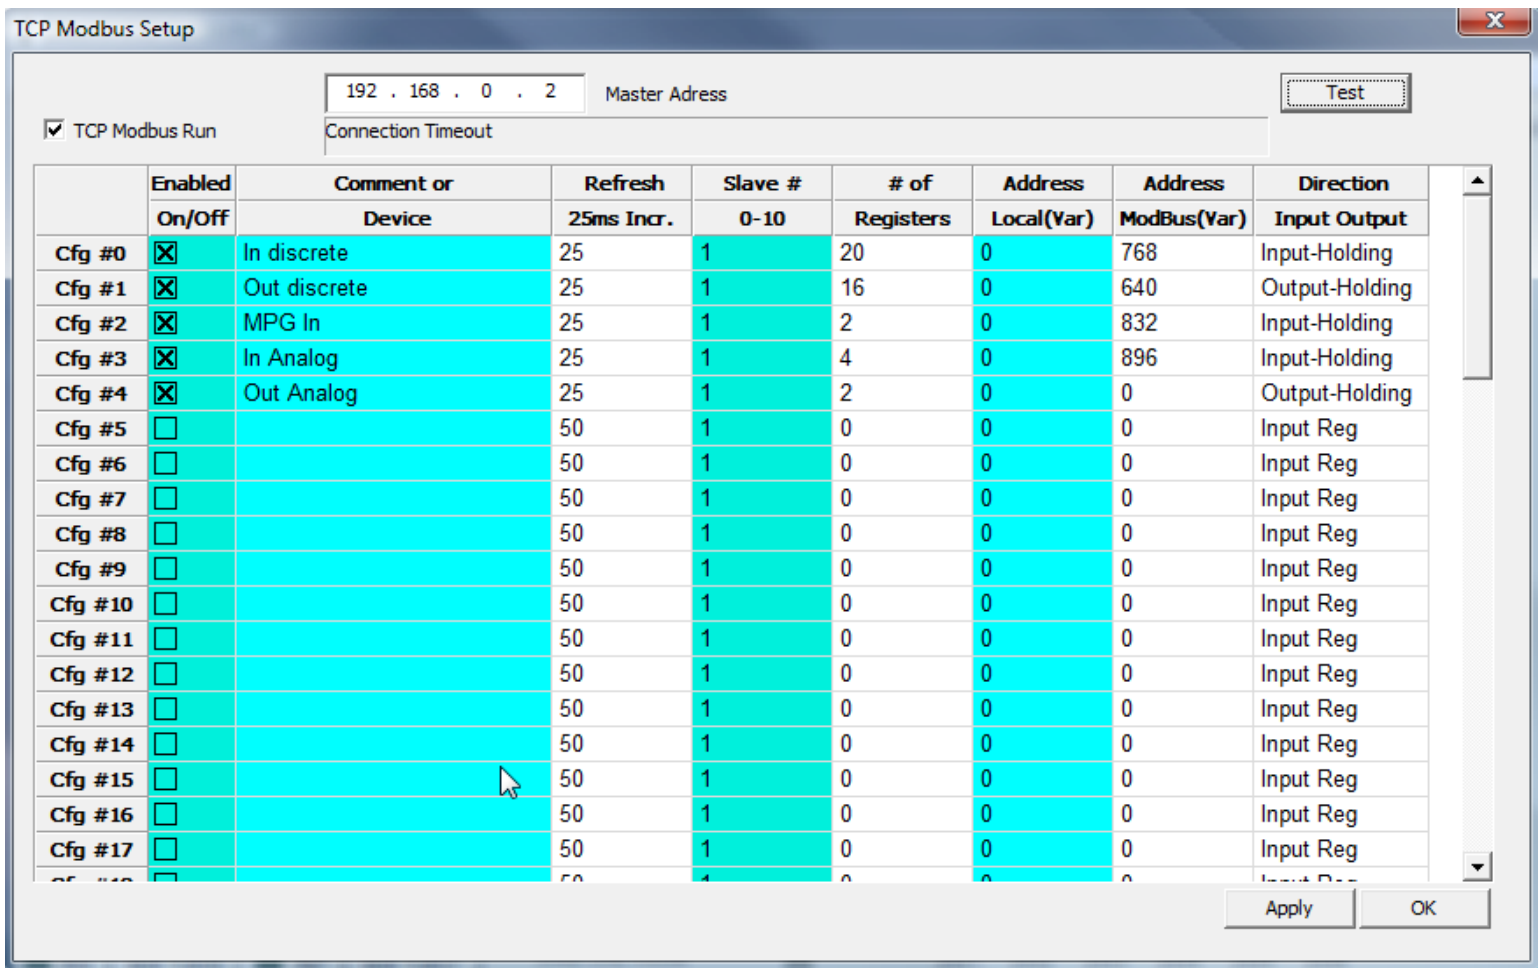 TCP Modbus Setup
192 . 168 . 0 . 2 Master Adress Test
TCP Modbus Run Connection Timeout
Enabled Comment or Refresh Slave # # of Address Address Direction
On/Off Device 25ms Incr. 0-10 Registers Local(Var) ModBus(Var) Input Output
Cfg #0 In discrete 25 1 20 0 768 Input-Holding
Cfg #1 Out discrete 25 1 16 0 640 Output-Holding
Cfg #2 MPG In 25 1 2 0 832 Input-Holding
Cfg #3 In Analog 25 1 4 0 896 Input-Holding
Cfg #4 Out Analog 25 1 2 0 0 Output-Holding
Cfg #5 50 1 0 0 0 Input Reg
Cfg #6 50 1 0 0 0 Input Reg
Cfg #7 50 1 0 0 0 Input Reg
Cfg #8 50 1 0 0 0 Input Reg
Cfg #9 50 1 0 0 0 Input Reg
Cfg #10 50 1 0 0 0 Input Reg
Cfg #11 50 1 0 0 0 Input Reg
Cfg #12 50 1 0 0 0 Input Reg
Cfg #13 50 1 0 0 0 Input Reg
Cfg #14 50 1 0 0 0 Input Reg
Cfg #15 50 1 0 0 0 Input Reg
Cfg #16 50 1 0 0 0 Input Reg
Cfg #17 50 1 0 0 0 Input Reg
Apply OK